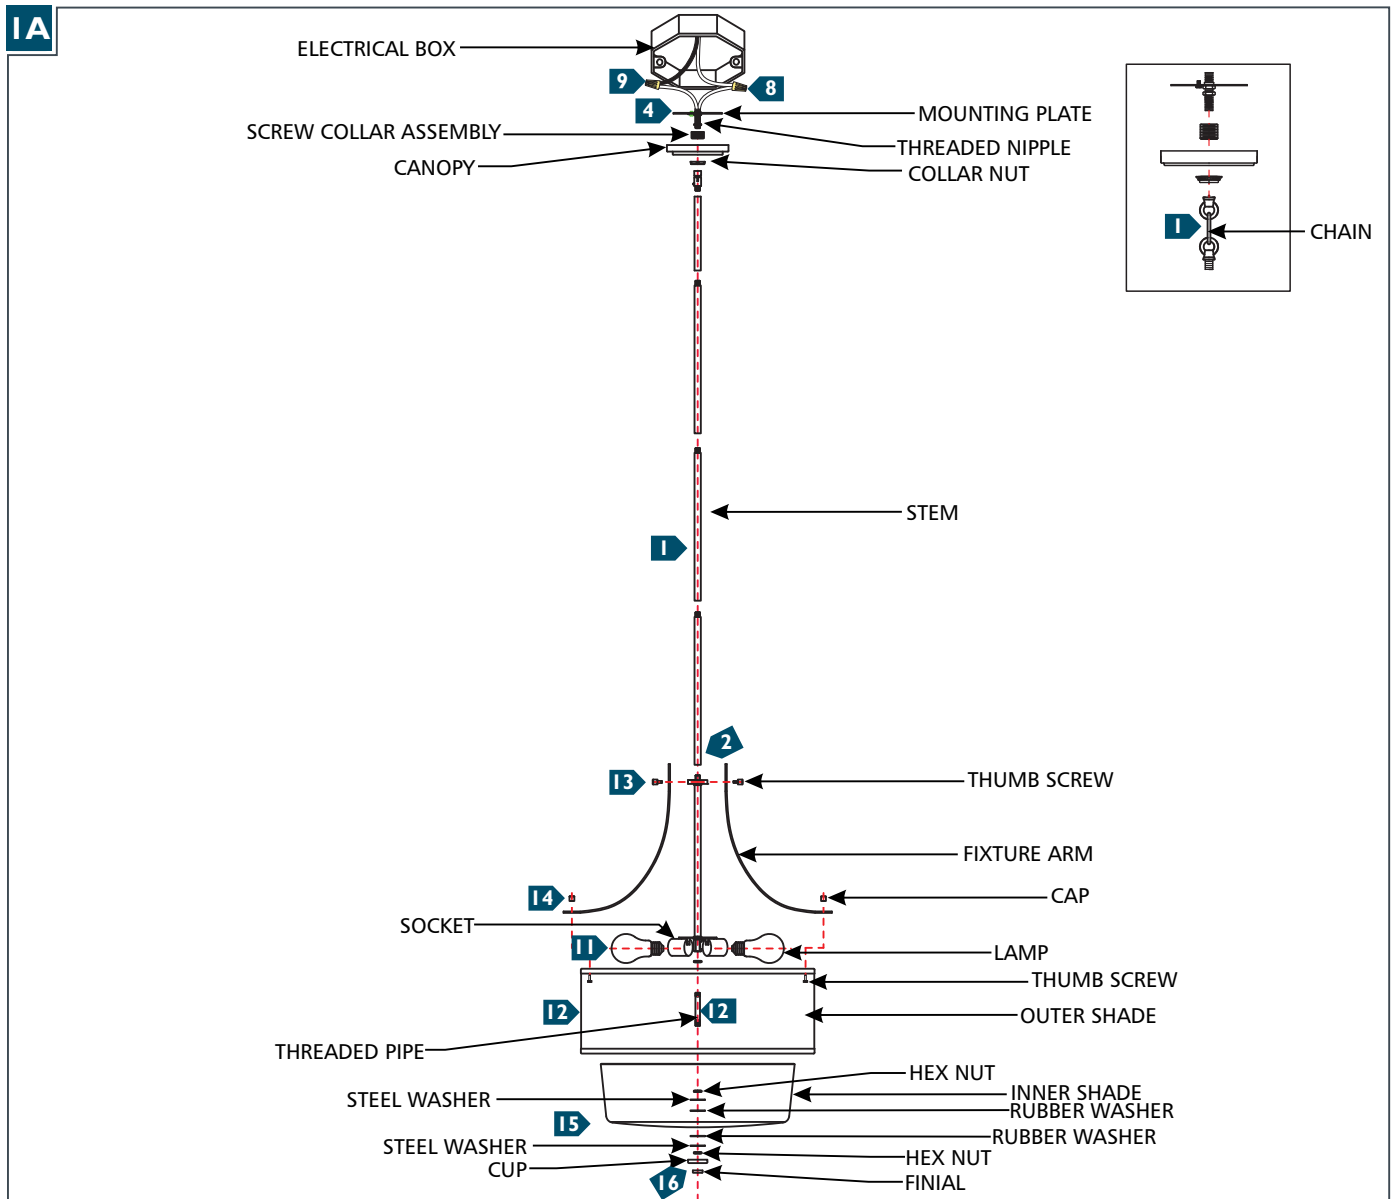 1A
ELECTRICAL BOX
9
8
4
MOUNTING PLATE
SCREW COLLAR ASSEMBLY
THREADED NIPPLE
CANOPY
COLLAR NUT
1
CHAIN
STEM
1
2
13
THUMB SCREW
FIXTURE ARM
14
CAP
SOCKET
11
LAMP
THUMB SCREW
12
12
OUTER SHADE
THREADED PIPE
HEX NUT
INNER SHADE
STEEL WASHER
RUBBER WASHER
15
RUBBER WASHER
STEEL WASHER
HEX NUT
CUP
16
FINIAL